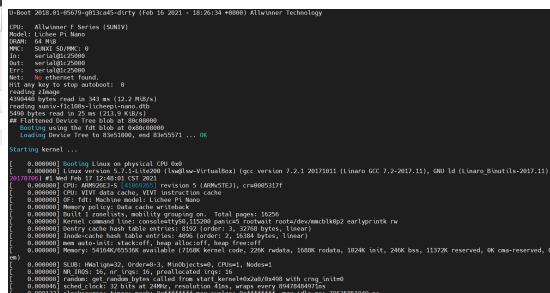 U-Boot 2018.01-05679-g013ca45-dirty (Feb 16 2021 - 18:26:34 +0800) Allwinner Technology
CPU: Allwinner F Series (SUNIV)
Model: Lichee Pi Nano
DRAM: 64 MiB
MMC: SUNXI SD/MMC: 0
In: serial@1c25000
Out: serial@1c25000
Err: serial@1c25000
Net: No ethernet found.
Hit any key to stop autoboot: 0
reading zImage
4390440 bytes read in 343 ms (12.2 MiB/s)
reading suniv-f1c100s-licheepi-nano.dtb
5490 bytes read in 25 ms (213.9 KiB/s)
## Flattened Device Tree blob at 80c08000
Booting using the fdt blob at 0x80c08000
Loading Device Tree to 83e51000, end 83e55571 ... OK
Starting kernel ...
[ 0.000000] Booting Linux on physical CPU 0x0
[ 0.000000] Linux version 5.7.1-Lite200 (lsw@lsw-VirtualBox) (gcc version 7.2.1 20171011 (Linaro GCC 7.2-2017.11), GNU ld (Linaro_Binutils-2017.11)
20170706) #1 Wed Feb 17 12:48:01 CST 2021
[ 0.000000] CPU: ARM926EJ-S [41069265] revision 5 (ARMv5TEJ), cr=0005317f
[ 0.000000] CPU: VIVT data cache, VIVT instruction cache
[ 0.000000] OF: fdt: Machine model: Lichee Pi Nano
[ 0.000000] Memory policy: Data cache writeback
[ 0.000000] Built 1 zonelists, mobility grouping on. Total pages: 16256
[ 0.000000] Kernel command line: console=ttyS0,115200 panic=5 rootwait root=/dev/mmcblk0p2 earlyprintk rw
[ 0.000000] Dentry cache hash table entries: 8192 (order: 3, 32768 bytes, linear)
[ 0.000000] Inode-cache hash table entries: 4096 (order: 2, 16384 bytes, linear)
[ 0.000000] mem auto-init: stack:off, heap alloc:off, heap free:off
[ 0.000000] Memory: 54164K/65536K available (7168K kernel code, 226K rwdata, 1688K rodata, 1024K init, 246K bss, 11372K reserved, 0K cma-reserved,
em)
[ 0.000000] SLUB: HWalign=32, Order=0-3, MinObjects=0, CPUs=1, Nodes=1
[ 0.000000] NR_IRQS: 16, nr_irqs: 16, preallocated irqs: 16
[ 0.000000] random: get_random_bytes called from start_kernel+0x2a0/0x498 with crng_init=0
[ 0.000046] sched_clock: 32 bits at 24MHz, resolution 41ns, wraps every 89478484971ns